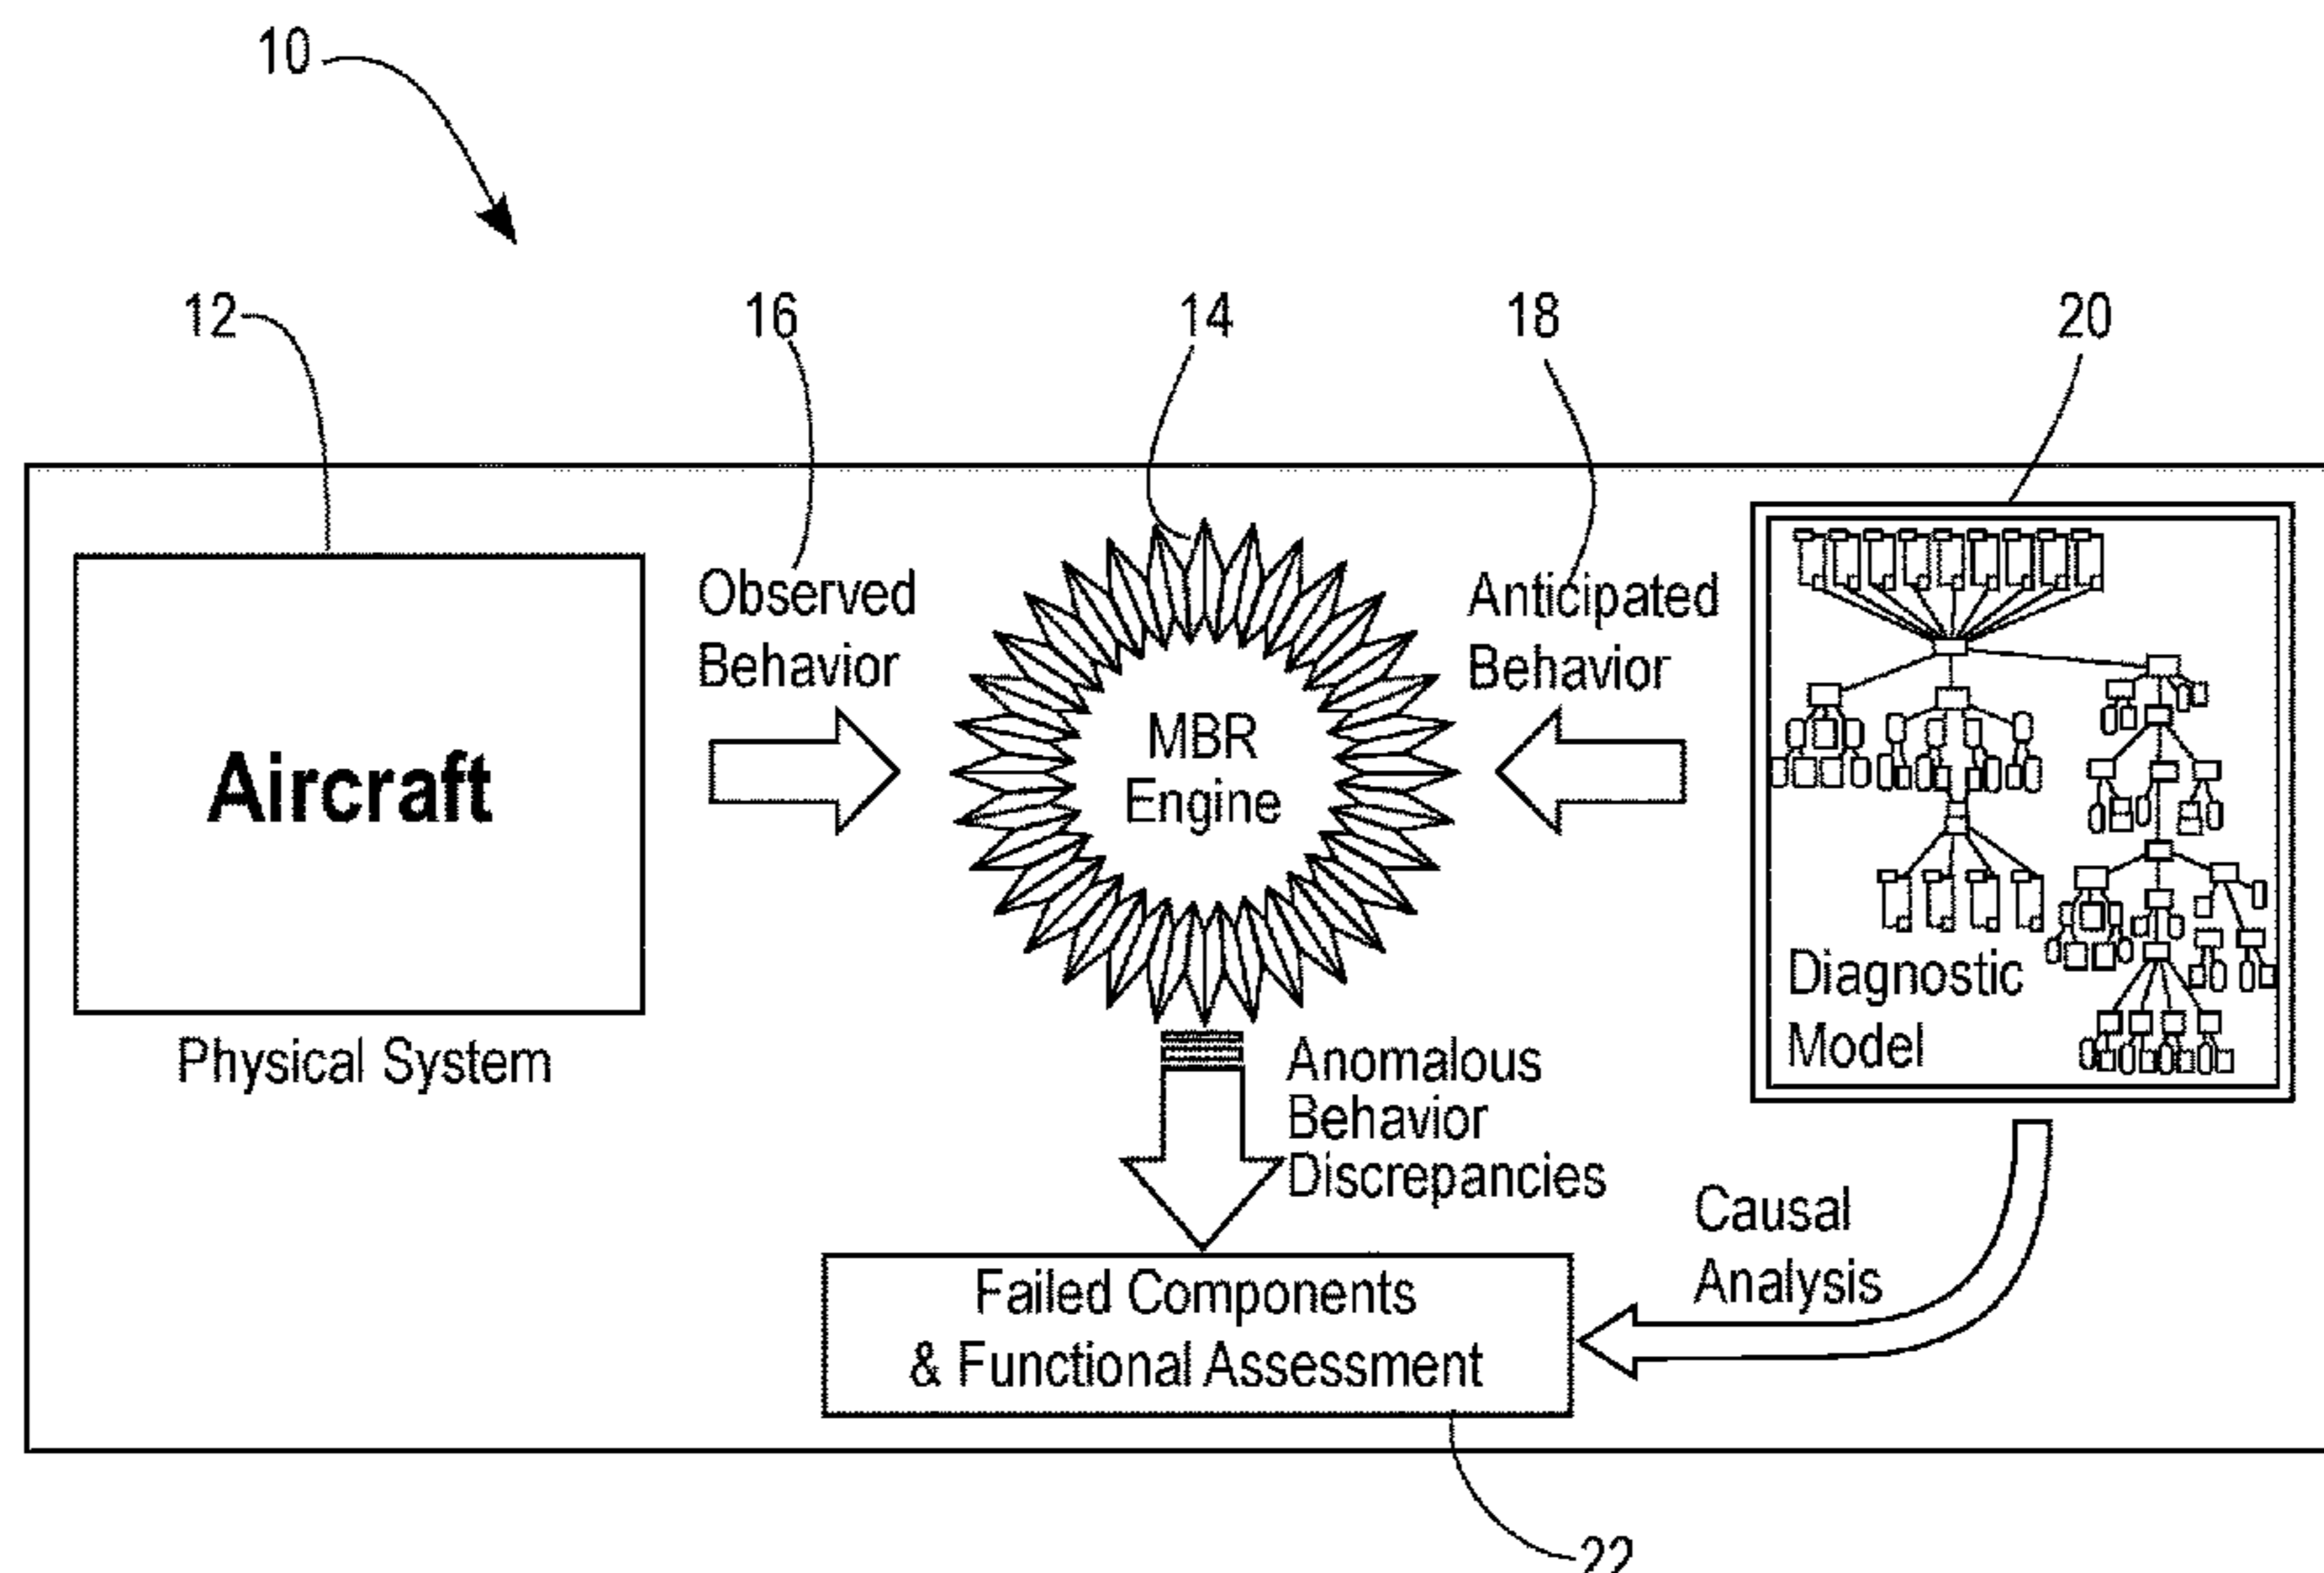 10
12
16
14
18
20
Observed
Behavior
Anticipated
Behavior
MBR
Engine
Aircraft
Physical System
Diagnostic
Model
Anomalous
Behavior
Discrepancies
Causal
Analysis
Failed Components
& Functional Assessment
22